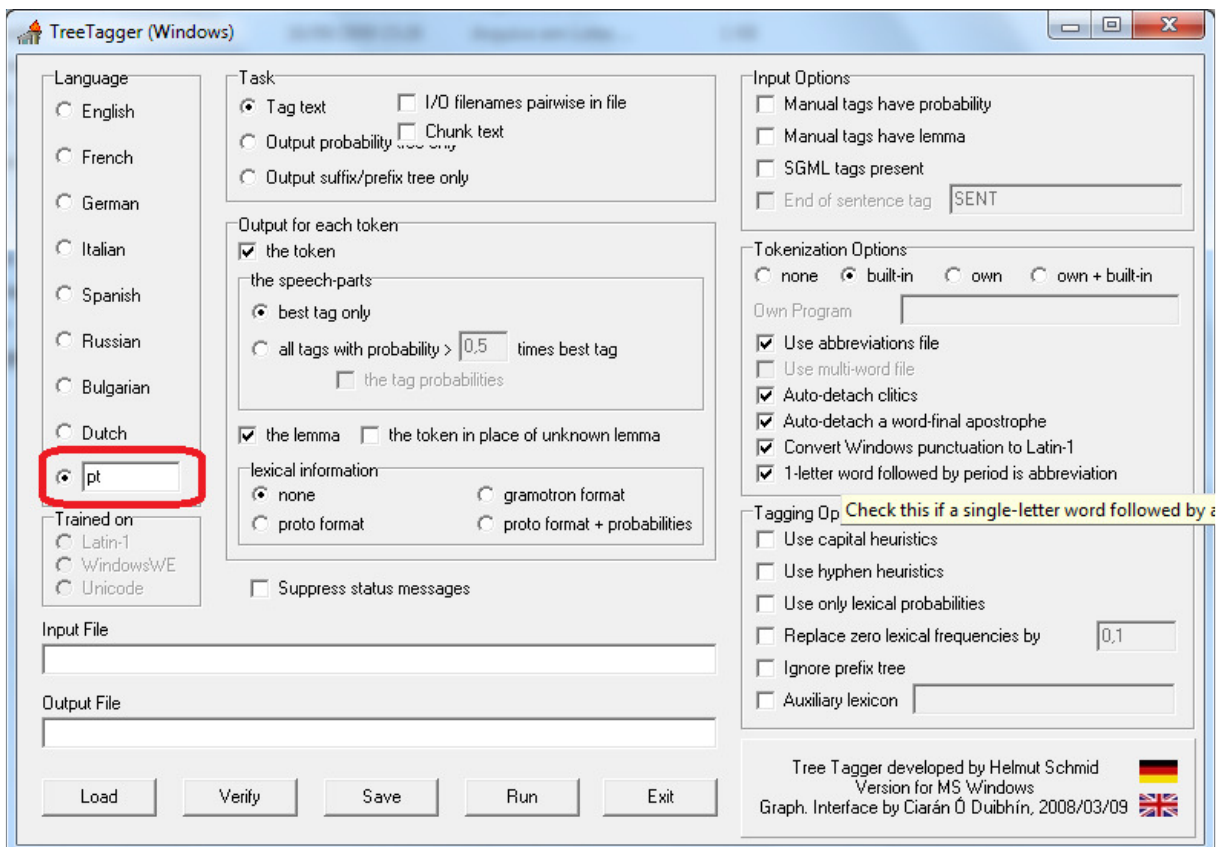 TreeTagger (Windows)
Language
English
French
German
Italian
Spanish
Russian
Bulgarian
Dutch
pt
Trained on
Latin-1
WindowsWE
Unicode
Task
Tag text
I/O filenames pairwise in file
Chunk text
Output probability tree only
Output suffix/prefix tree only
Output for each token
the token
the speech-parts
best tag only
all tags with probability > 0,5 times best tag
the tag probabilities
the lemma
the token in place of unknown lemma
lexical information
none
gramotron format
proto format
proto format + probabilities
Suppress status messages
Input File
Output File
Load
Verify
Save
Run
Exit
Input Options
Manual tags have probability
Manual tags have lemma
SGML tags present
End of sentence tag SENT
Tokenization Options
none built-in own own + built-in
Own Program
Use abbreviations file
Use multi-word file
Auto-detach clitics
Auto-detach a word-final apostrophe
Convert Windows punctuation to Latin-1
1-letter word followed by period is abbreviation
Check this if a single-letter word followed by a
Tagging Op
Use capital heuristics
Use hyphen heuristics
Use only lexical probabilities
Replace zero lexical frequencies by 0,1
Ignore prefix tree
Auxiliary lexicon
Tree Tagger developed by Helmut Schmid
Version for MS Windows
Graph. Interface by Ciarán Ó Duibhín, 2008/03/09